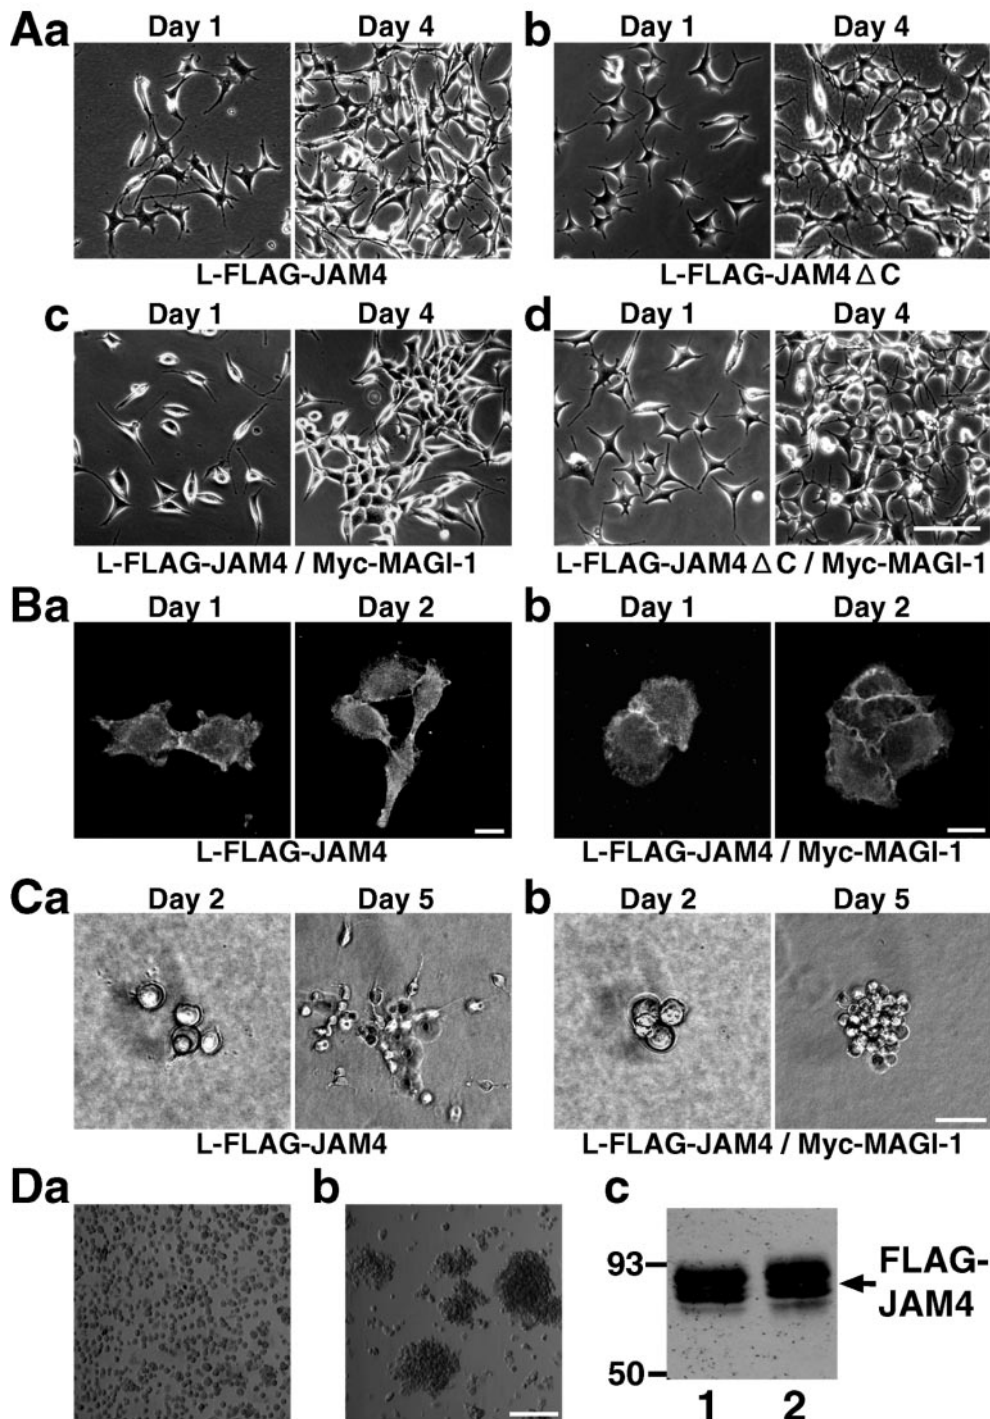 Aa Day 1 Day 4 b Day 1 Day 4
L-FLAG-JAM4 L-FLAG-JAM4 Δ C
c Day 1 Day 4 d Day 1 Day 4
L-FLAG-JAM4 / Myc-MAGI-1 L-FLAG-JAM4 Δ C / Myc-MAGI-1
Ba Day 1 Day 2 b Day 1 Day 2
L-FLAG-JAM4 L-FLAG-JAM4 / Myc-MAGI-1
Ca Day 2 Day 5 b Day 2 Day 5
L-FLAG-JAM4 L-FLAG-JAM4 / Myc-MAGI-1
Da b c
93 FLAG-
JAM4
50
1 2